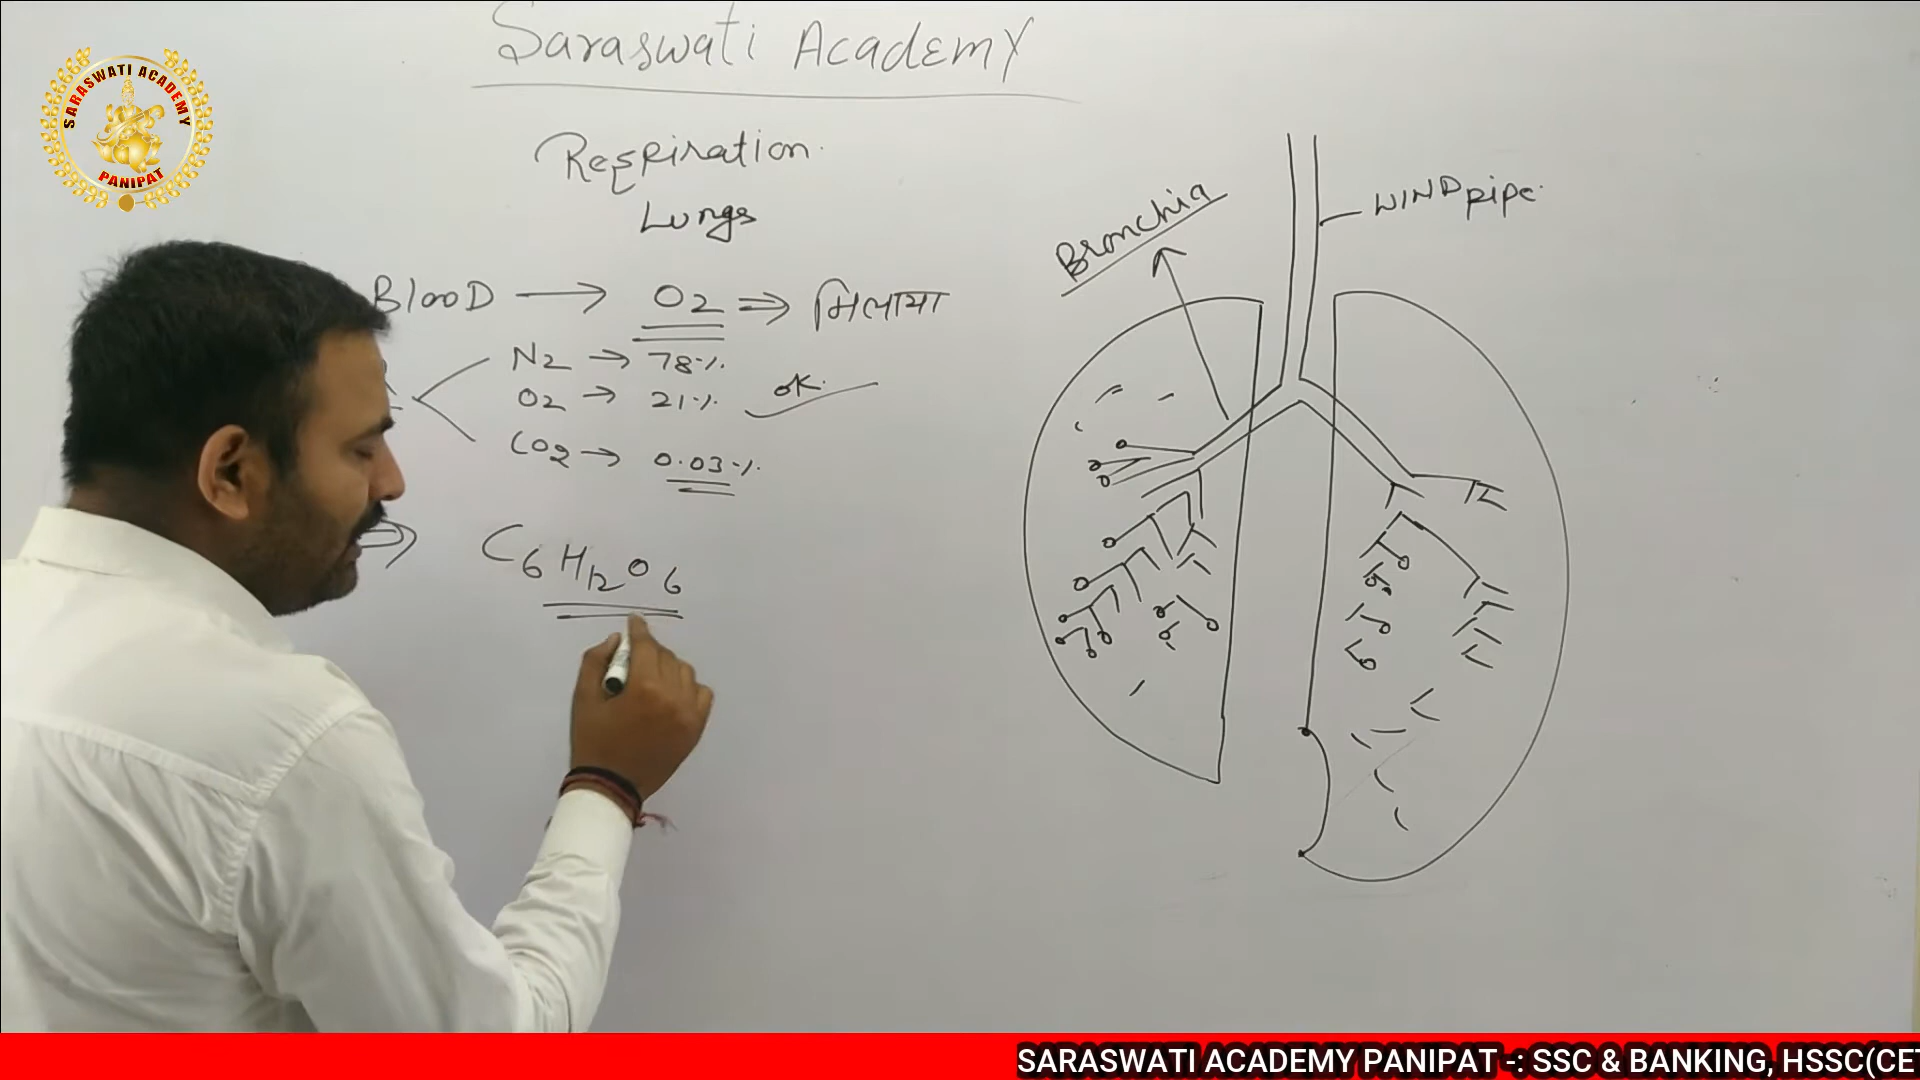 Saraswati Academy
SARASWATI ACADEMY
PANIPAT
Respiration
Lungs
Blood → O2 ⇒ मिलाया
N2 → 78%
O2 → 21% ok
CO2 → 0.03%
⇒ C6H12O6
Bronchia
WINDpipe
SARASWATI ACADEMY PANIPAT -: SSC & BANKING, HSSC(CET